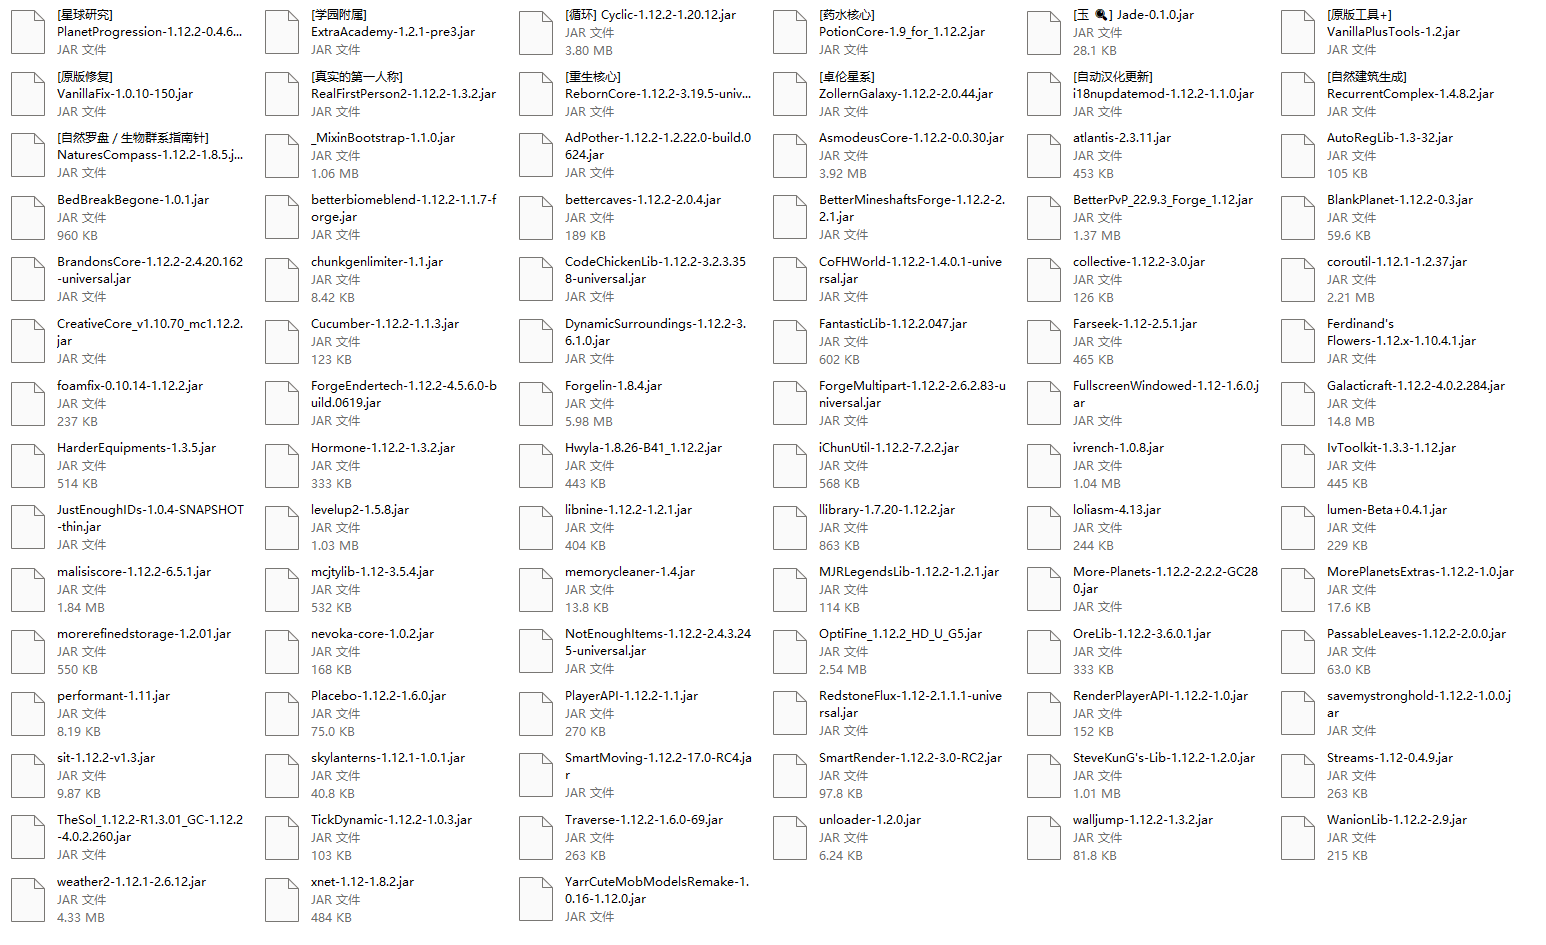 [星球研究]
PlanetProgression-1.12.2-0.4.6...
JAR 文件
[学园附属]
ExtraAcademy-1.2.1-pre3.jar
JAR 文件
[循环] Cyclic-1.12.2-1.20.12.jar
JAR 文件
3.80 MB
[药水核心]
PotionCore-1.9_for_1.12.2.jar
JAR 文件
[玉 🔍] Jade-0.1.0.jar
JAR 文件
28.1 KB
[原版工具+]
VanillaPlusTools-1.2.jar
JAR 文件
[原版修复]
VanillaFix-1.0.10-150.jar
JAR 文件
[真实的第一人称]
RealFirstPerson2-1.12.2-1.3.2.jar
JAR 文件
[重生核心]
RebornCore-1.12.2-3.19.5-univ...
JAR 文件
[卓伦星系]
ZollernGalaxy-1.12.2-2.0.44.jar
JAR 文件
[自动汉化更新]
i18nupdatemod-1.12.2-1.1.0.jar
JAR 文件
[自然建筑生成]
RecurrentComplex-1.4.8.2.jar
JAR 文件
[自然罗盘 / 生物群系指南针]
NaturesCompass-1.12.2-1.8.5.j...
JAR 文件
_MixinBootstrap-1.1.0.jar
JAR 文件
1.06 MB
AdPother-1.12.2-1.2.22.0-build.0
624.jar
JAR 文件
AsmodeusCore-1.12.2-0.0.30.jar
JAR 文件
3.92 MB
atlantis-2.3.11.jar
JAR 文件
453 KB
AutoRegLib-1.3-32.jar
JAR 文件
105 KB
BedBreakBegone-1.0.1.jar
JAR 文件
960 KB
betterbiomeblend-1.12.2-1.1.7-f
orge.jar
JAR 文件
bettercaves-1.12.2-2.0.4.jar
JAR 文件
189 KB
BetterMineshaftsForge-1.12.2-2.
2.1.jar
JAR 文件
BetterPvP_22.9.3_Forge_1.12.jar
JAR 文件
1.37 MB
BlankPlanet-1.12.2-0.3.jar
JAR 文件
59.6 KB
BrandonsCore-1.12.2-2.4.20.162
-universal.jar
JAR 文件
chunkgenlimiter-1.1.jar
JAR 文件
8.42 KB
CodeChickenLib-1.12.2-3.2.3.35
8-universal.jar
JAR 文件
CoFHWorld-1.12.2-1.4.0.1-unive
rsal.jar
JAR 文件
collective-1.12.2-3.0.jar
JAR 文件
126 KB
coroutil-1.12.1-1.2.37.jar
JAR 文件
2.21 MB
CreativeCore_v1.10.70_mc1.12.2.
jar
JAR 文件
Cucumber-1.12.2-1.1.3.jar
JAR 文件
123 KB
DynamicSurroundings-1.12.2-3.
6.1.0.jar
JAR 文件
FantasticLib-1.12.2.047.jar
JAR 文件
602 KB
Farseek-1.12-2.5.1.jar
JAR 文件
465 KB
Ferdinand's
Flowers-1.12.x-1.10.4.1.jar
JAR 文件
foamfix-0.10.14-1.12.2.jar
JAR 文件
237 KB
ForgeEndertech-1.12.2-4.5.6.0-b
uild.0619.jar
JAR 文件
Forgelin-1.8.4.jar
JAR 文件
5.98 MB
ForgeMultipart-1.12.2-2.6.2.83-u
niversal.jar
JAR 文件
FullscreenWindowed-1.12-1.6.0.j
ar
JAR 文件
Galacticraft-1.12.2-4.0.2.284.jar
JAR 文件
14.8 MB
HarderEquipments-1.3.5.jar
JAR 文件
514 KB
Hormone-1.12.2-1.3.2.jar
JAR 文件
333 KB
Hwyla-1.8.26-B41_1.12.2.jar
JAR 文件
443 KB
iChunUtil-1.12.2-7.2.2.jar
JAR 文件
568 KB
ivrench-1.0.8.jar
JAR 文件
1.04 MB
IvToolkit-1.3.3-1.12.jar
JAR 文件
445 KB
JustEnoughIDs-1.0.4-SNAPSHOT
-thin.jar
JAR 文件
levelup2-1.5.8.jar
JAR 文件
1.03 MB
libnine-1.12.2-1.2.1.jar
JAR 文件
404 KB
llibrary-1.7.20-1.12.2.jar
JAR 文件
863 KB
loliasm-4.13.jar
JAR 文件
244 KB
lumen-Beta+0.4.1.jar
JAR 文件
229 KB
malisiscore-1.12.2-6.5.1.jar
JAR 文件
1.84 MB
mcjtylib-1.12-3.5.4.jar
JAR 文件
532 KB
memorycleaner-1.4.jar
JAR 文件
13.8 KB
MJRLegendsLib-1.12.2-1.2.1.jar
JAR 文件
114 KB
More-Planets-1.12.2-2.2.2-GC28
0.jar
JAR 文件
MorePlanetsExtras-1.12.2-1.0.jar
JAR 文件
17.6 KB
morerefinedstorage-1.2.01.jar
JAR 文件
550 KB
nevoka-core-1.0.2.jar
JAR 文件
168 KB
NotEnoughItems-1.12.2-2.4.3.24
5-universal.jar
JAR 文件
OptiFine_1.12.2_HD_U_G5.jar
JAR 文件
2.54 MB
OreLib-1.12.2-3.6.0.1.jar
JAR 文件
333 KB
PassableLeaves-1.12.2-2.0.0.jar
JAR 文件
63.0 KB
performant-1.11.jar
JAR 文件
8.19 KB
Placebo-1.12.2-1.6.0.jar
JAR 文件
75.0 KB
PlayerAPI-1.12.2-1.1.jar
JAR 文件
270 KB
RedstoneFlux-1.12-2.1.1.1-unive
rsal.jar
JAR 文件
RenderPlayerAPI-1.12.2-1.0.jar
JAR 文件
152 KB
savemystronghold-1.12.2-1.0.0.j
ar
JAR 文件
sit-1.12.2-v1.3.jar
JAR 文件
9.87 KB
skylanterns-1.12.1-1.0.1.jar
JAR 文件
40.8 KB
SmartMoving-1.12.2-17.0-RC4.ja
r
JAR 文件
SmartRender-1.12.2-3.0-RC2.jar
JAR 文件
97.8 KB
SteveKunG's-Lib-1.12.2-1.2.0.jar
JAR 文件
1.01 MB
Streams-1.12-0.4.9.jar
JAR 文件
263 KB
TheSol_1.12.2-R1.3.01_GC-1.12.2
-4.0.2.260.jar
JAR 文件
TickDynamic-1.12.2-1.0.3.jar
JAR 文件
103 KB
Traverse-1.12.2-1.6.0-69.jar
JAR 文件
263 KB
unloader-1.2.0.jar
JAR 文件
6.24 KB
walljump-1.12.2-1.3.2.jar
JAR 文件
81.8 KB
WanionLib-1.12.2-2.9.jar
JAR 文件
215 KB
weather2-1.12.1-2.6.12.jar
JAR 文件
4.33 MB
xnet-1.12-1.8.2.jar
JAR 文件
484 KB
YarrCuteMobModelsRemake-1.
0.16-1.12.0.jar
JAR 文件